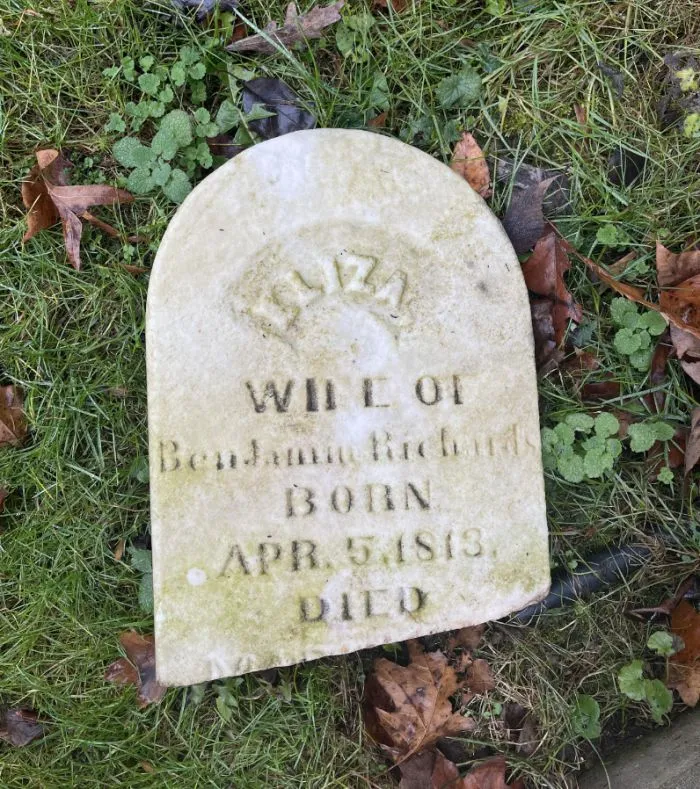 ELIZA
WIFE OF
Benjamin Richards
BORN
APR. 5, 1813.
DIED